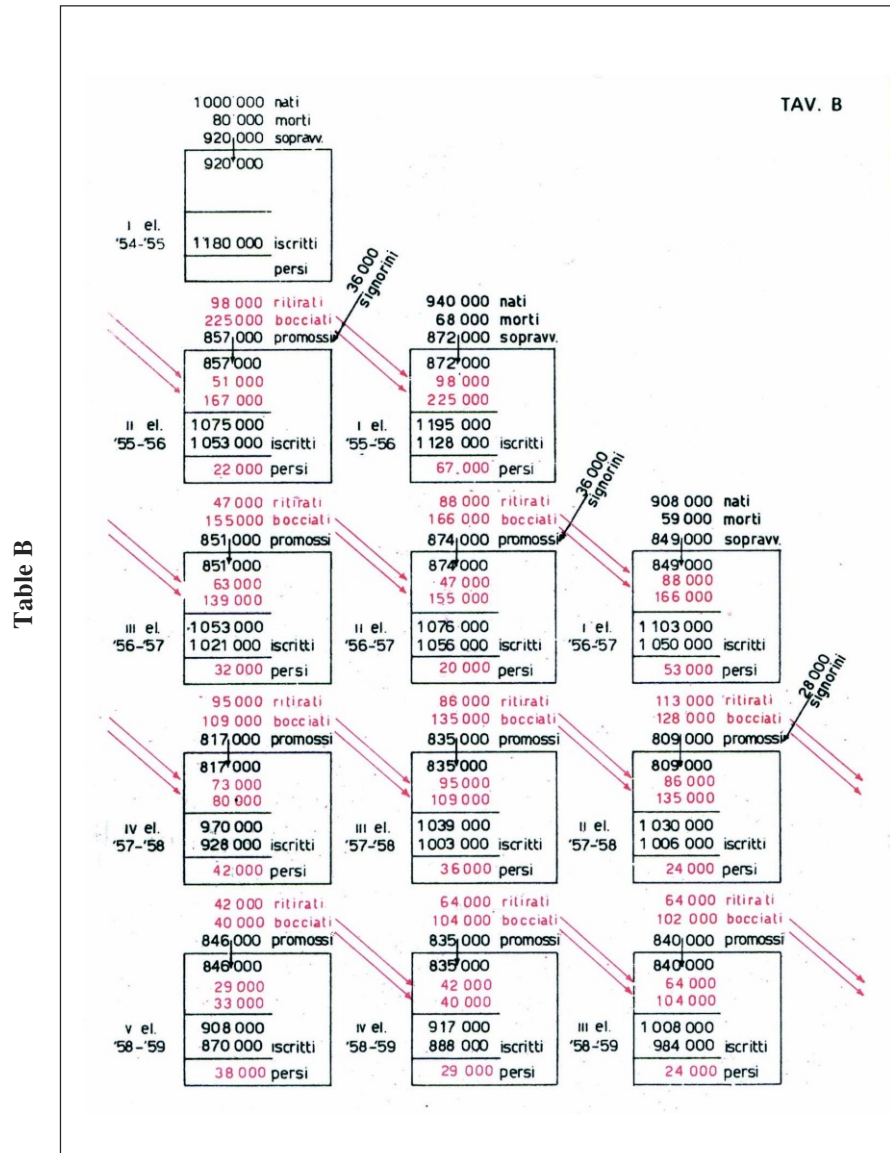 Table B
TAV. B
1000 000 nati
80 000 morti
920 000 sopravv.
920 000
I el.
'54-'55 1180 000 iscritti
persi
36 000
signorini
98 000 ritirati
225 000 bocciati
857 000 promossi
940 000 nati
68 000 morti
872 000 sopravv.
857 000
51 000
167 000
II el. 1075 000
'55-'56 1 053 000 iscritti
22 000 persi
872 000
98 000
225 000
I el. 1 195 000
'55-'56 1 128 000 iscritti
67.000 persi
36 000
signorini
47 000 ritirati
155 000 bocciati
851 000 promossi
88 000 ritirati
166 000 bocciati
874 000 promossi
908 000 nati
59 000 morti
849 000 sopravv.
851 000
63 000
139 000
III el. 1053 000
'56-'57 1 021 000 iscritti
32 000 persi
874 000
47 000
155 000
II el. 1 076 000
'56-'57 1 056 000 iscritti
20 000 persi
849 000
88 000
166 000
I el. 1 103 000
'56-'57 1 050 000 iscritti
53 000 persi
28 000
signorini
95 000 ritirati
109 000 bocciati
817 000 promossi
86 000 ritirati
135 000 bocciati
835 000 promossi
113 000 ritirati
128 000 bocciati
809 000 promossi
817 000
73 000
80 000
IV el. 970 000
'57-'58 928 000 iscritti
42 000 persi
835 000
95 000
109 000
III el. 1 039 000
'57-'58 1 003 000 iscritti
36 000 persi
809 000
86 000
135 000
II el. 1 030 000
'57-'58 1 006 000 iscritti
24 000 persi
42 000 ritirati
40 000 bocciati
846 000 promossi
64 000 ritirati
104 000 bocciati
835 000 promossi
64 000 ritirati
102 000 bocciati
840 000 promossi
846 000
29 000
33 000
V el. 908 000
'58-'59 870 000 iscritti
38 000 persi
835 000
42 000
40 000
IV el. 917 000
'58-'59 888 000 iscritti
29 000 persi
840 000
64 000
104 000
III el. 1 008 000
'58-'59 984 000 iscritti
24 000 persi